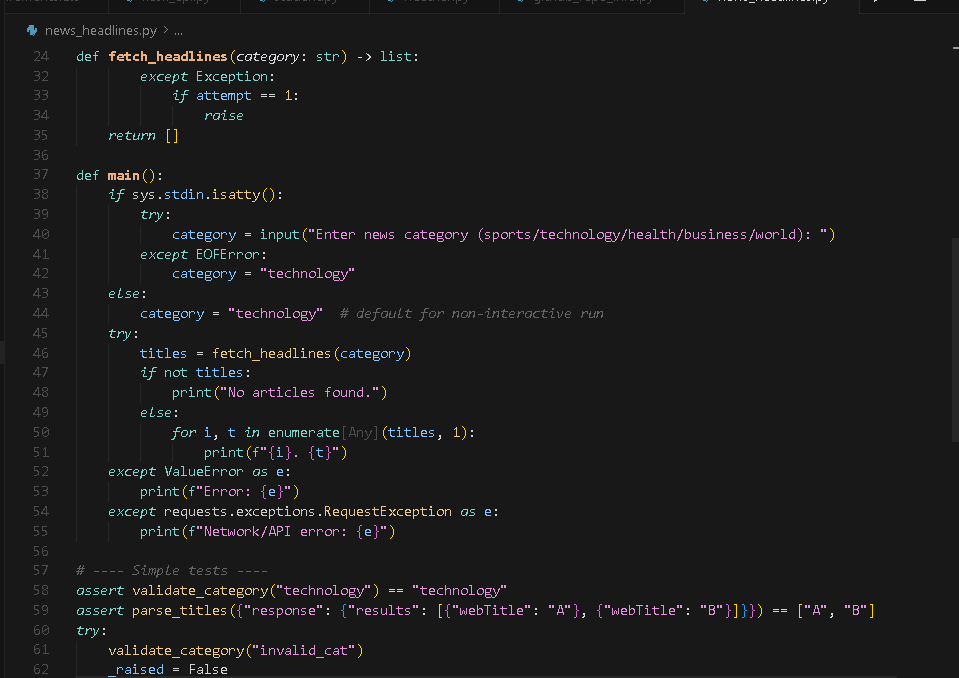 news_headlines.py > ...
24 def fetch_headlines(category: str) -> list:
32 except Exception:
33 if attempt == 1:
34 raise
35 return []
36
37 def main():
38 if sys.stdin.isatty():
39 try:
40 category = input("Enter news category (sports/technology/health/business/world): ")
41 except EOFError:
42 category = "technology"
43 else:
44 category = "technology"  # default for non-interactive run
45 try:
46 titles = fetch_headlines(category)
47 if not titles:
48 print("No articles found.")
49 else:
50 for i, t in enumerate[Any](titles, 1):
51 print(f"{i}. {t}")
52 except ValueError as e:
53 print(f"Error: {e}")
54 except requests.exceptions.RequestException as e:
55 print(f"Network/API error: {e}")
56
57 # ---- Simple tests ----
58 assert validate_category("technology") == "technology"
59 assert parse_titles({"response": {"results": [{"webTitle": "A"}, {"webTitle": "B"}]}}) == ["A", "B"]
60 try:
61 validate_category("invalid_cat")
62 _raised = False